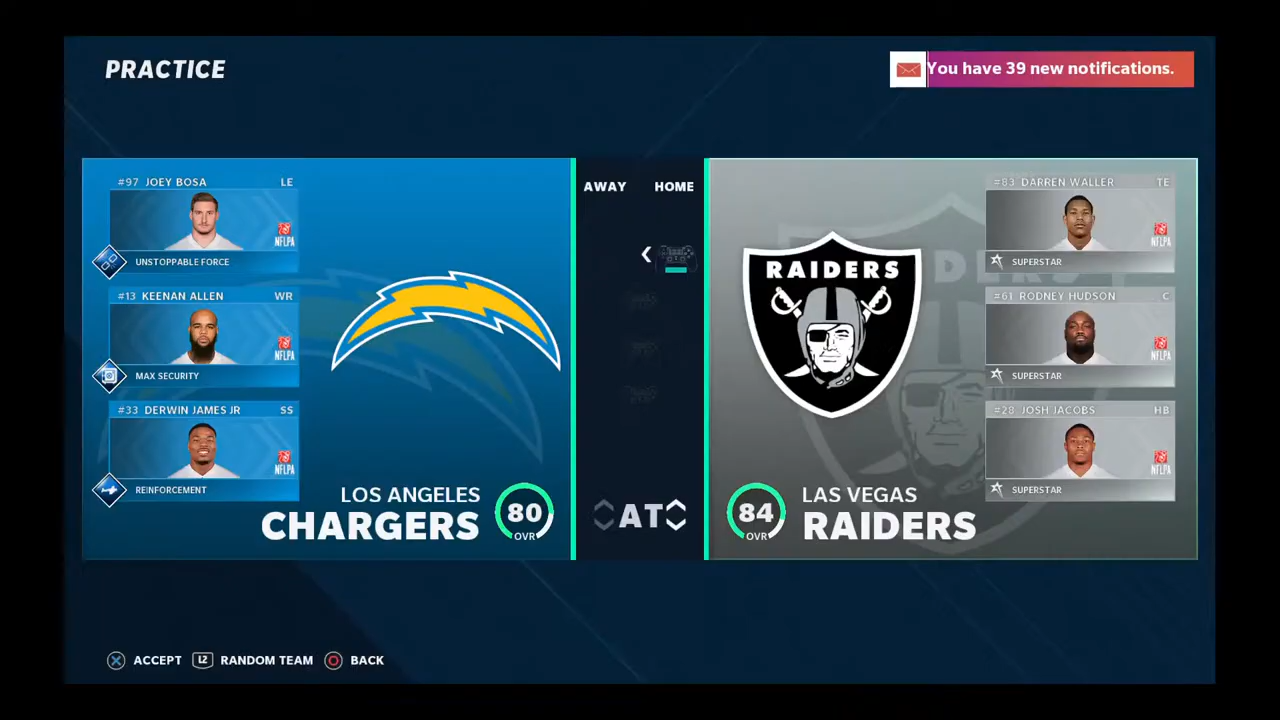 PRACTICE
You have 39 new notifications.
#97 JOEY BOSA LE
NFLPA
UNSTOPPABLE FORCE
#13 KEENAN ALLEN WR
NFLPA
MAX SECURITY
#33 DERWIN JAMES JR SS
NFLPA
REINFORCEMENT
LOS ANGELES
CHARGERS
80
OVR
AWAY HOME
AT
RAIDERS
#83 DARREN WALLER TE
NFLPA
SUPERSTAR
#61 RODNEY HUDSON C
NFLPA
SUPERSTAR
#28 JOSH JACOBS HB
NFLPA
SUPERSTAR
84
OVR
LAS VEGAS
RAIDERS
ACCEPT L2 RANDOM TEAM BACK